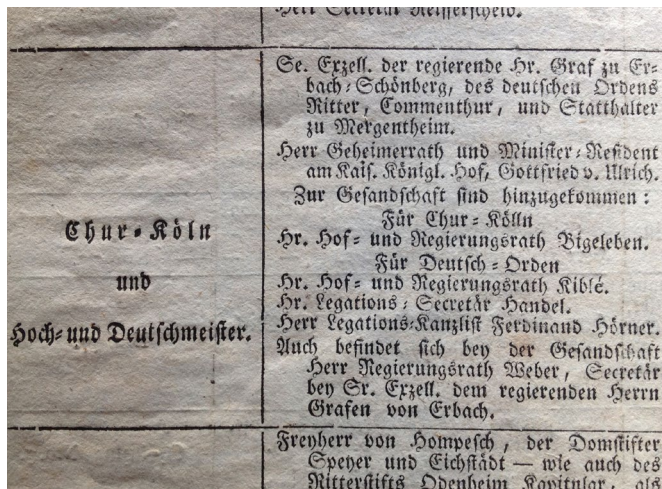 Herr Secretär Reifferscheid.
Chur-Köln
und
Hoch- und Deutschmeister.
Se. Exzell. der regierende Hr. Graf zu Er-
bach-Schönberg, des deutschen Ordens
Ritter, Commenthur, und Statthalter
zu Mergentheim.
Herr Geheimerrath und Minister-Resident
am Kais. Königl. Hof, Gottfried v. Ulrich.
Zur Gesandschaft sind hinzugekommen:
Für Chur-Kölln
Hr. Hof- und Regierungsrath Bigeleben.
Für Deutsch-Orden
Hr. Hof- und Regierungsrath Kiblé.
Hr. Legations-Secretär Handel.
Herr Legations-Kanzlist Ferdinand Hörner.
Auch befindet sich bey der Gesandschaft
Herr Regierungsrath Weber, Secretär
bey Sr. Exzell. dem regierenden Herrn
Grafen von Erbach.
Freyherr von Hompesch, der Domstifter
Speyer und Eichstädt — wie auch des
Ritterstifts Odenheim Kapitular, als